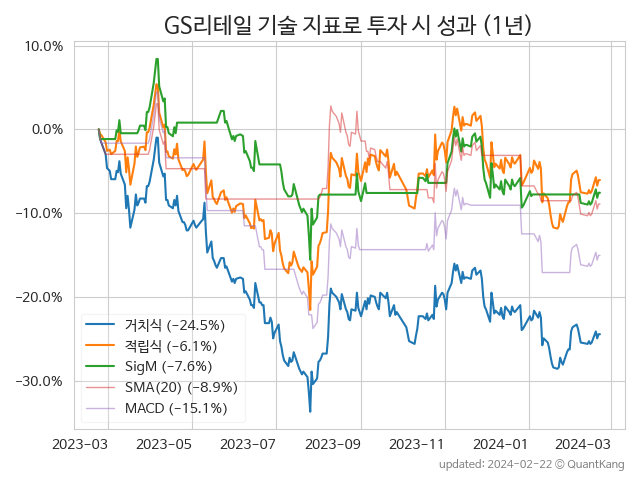 GS리테일 기술 지표로 투자 시 성과 (1년)
10.0%
0.0%
−10.0%
−20.0%
−30.0%
거치식 (−24.5%)
적립식 (−6.1%)
SigM (−7.6%)
SMA(20) (−8.9%)
MACD (−15.1%)
2023-03 2023-05 2023-07 2023-09 2023-11 2024-01 2024-03
updated: 2024-02-22 © QuantKang